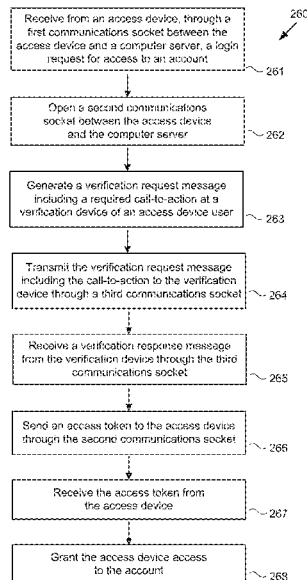 260
Receive from an access device, through a
first communications socket between the
access device and a computer server, a login
request for access to an account
261
Open a second communications
socket between the access device
and the computer server
262
Generate a verification request message
including a required call-to-action at a
verification device of an access device user
263
Transmit the verification request message
including the call-to-action to the verification
device through a third communications socket
264
Receive a verification response message
from the verification device through the third
communications socket
265
Send an access token to the access device
through the second communications socket
266
Receive the access token from
the access device
267
Grant the access device access
to the account
268